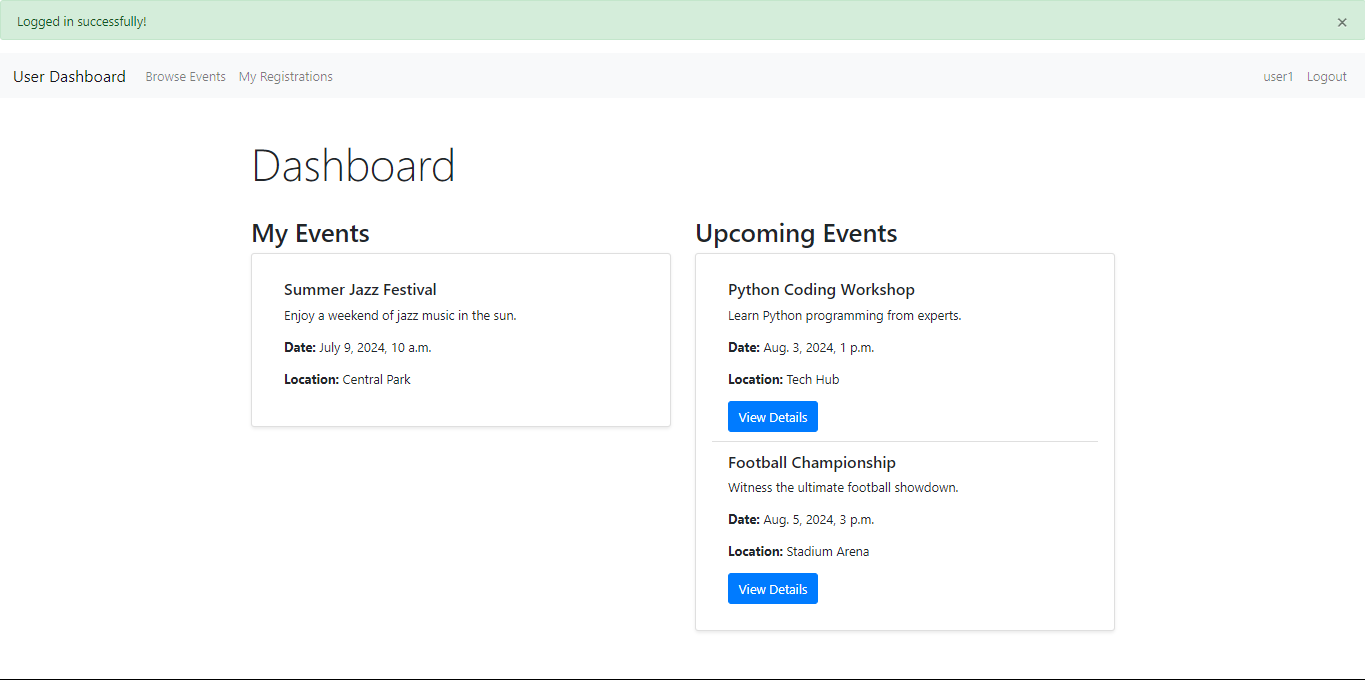 Logged in successfully!
×
User Dashboard Browse Events My Registrations user1 Logout
Dashboard
My Events
Summer Jazz Festival
Enjoy a weekend of jazz music in the sun.
Date: July 9, 2024, 10 a.m.
Location: Central Park
Upcoming Events
Python Coding Workshop
Learn Python programming from experts.
Date: Aug. 3, 2024, 1 p.m.
Location: Tech Hub
View Details
Football Championship
Witness the ultimate football showdown.
Date: Aug. 5, 2024, 3 p.m.
Location: Stadium Arena
View Details